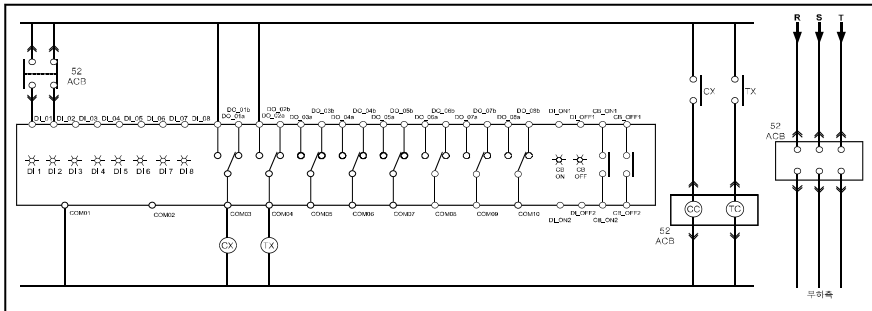 R S T
52
ACB
CX
TX
52
ACB
DI_01 DI_02 DI_03 DI_04 DI_05 DI_06 DI_07 DI_08
DO_01b DO_02b DO_03b DO_04b DO_05b DO_06b DO_07b DO_08b
DO_01a DO_02a DO_03a DO_04a DO_05a DO_06a DO_07a DO_08a
DI_ON1 CB_ON1
DI_OFF1 CB_OFF1
DI 1 DI 2 DI 3 DI 4 DI 5 DI 6 DI 7 DI 8
CB
ON
CB
OFF
COM01 COM02 COM03 COM04 COM05 COM06 COM07 COM08 COM09 COM10
DI_OFF2 CB_OFF2
DI_ON2 CB_ON2
CX TX
CC TC
52
ACB
부하측